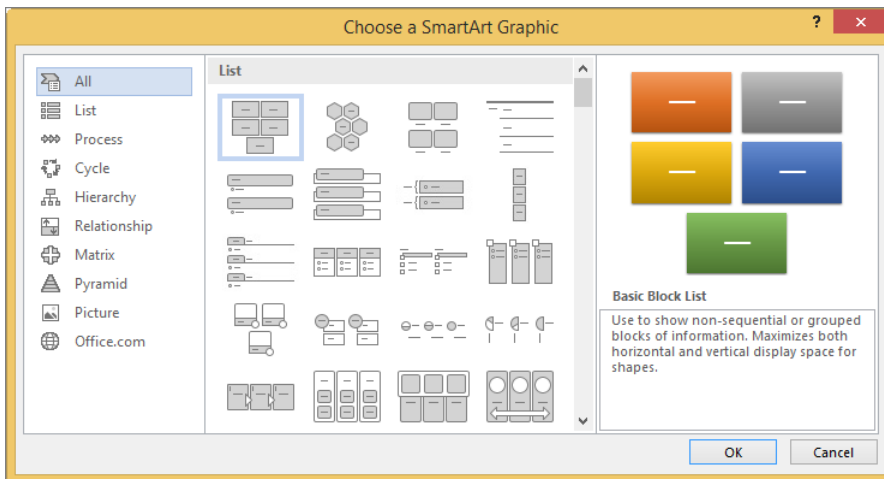 Choose a SmartArt Graphic
?
All
List
Process
Cycle
Hierarchy
Relationship
Matrix
Pyramid
Picture
Office.com
List
Basic Block List
Use to show non-sequential or grouped
blocks of information. Maximizes both
horizontal and vertical display space for
shapes.
OK
Cancel